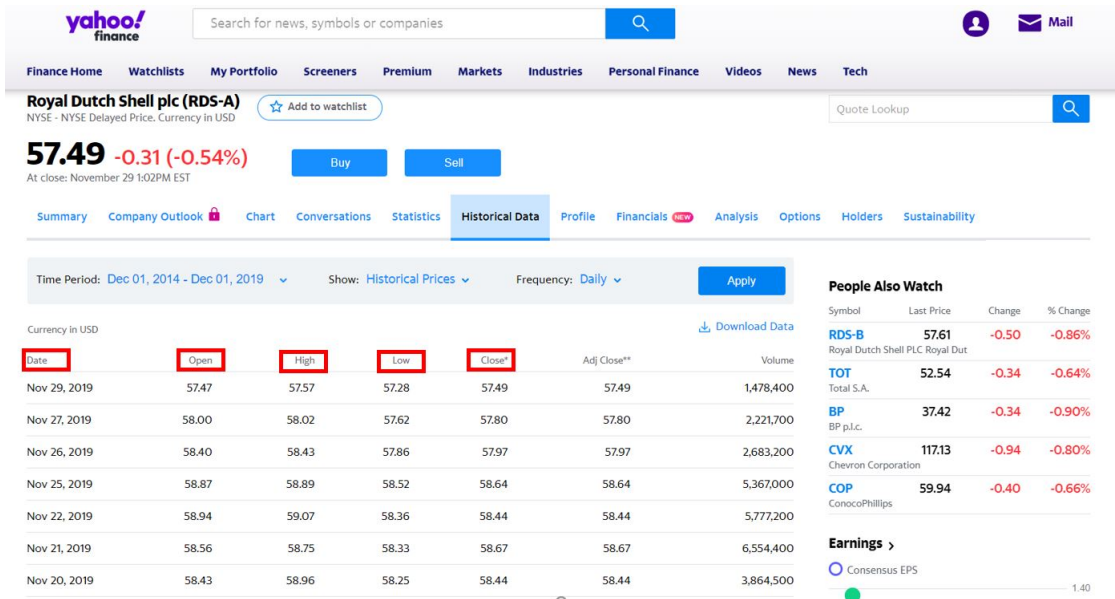 yahoo!
finance
Search for news, symbols or companies
Mail
Finance Home Watchlists My Portfolio Screeners Premium Markets Industries Personal Finance Videos News Tech
Royal Dutch Shell plc (RDS-A)
Add to watchlist
NYSE - NYSE Delayed Price. Currency in USD
Quote Lookup
57.49 -0.31 (-0.54%)
At close: November 29 1:02PM EST
Buy Sell
Summary Company Outlook Chart Conversations Statistics Historical Data Profile Financials NEW Analysis Options Holders Sustainability
Time Period: Dec 01, 2014 - Dec 01, 2019 Show: Historical Prices Frequency: Daily Apply
Currency in USD Download Data
Date Open High Low Close* Adj Close** Volume
Nov 29, 2019 57.47 57.57 57.28 57.49 57.49 1,478,400
Nov 27, 2019 58.00 58.02 57.62 57.80 57.80 2,221,700
Nov 26, 2019 58.40 58.43 57.86 57.97 57.97 2,683,200
Nov 25, 2019 58.87 58.89 58.52 58.64 58.64 5,367,000
Nov 22, 2019 58.94 59.07 58.36 58.44 58.44 5,777,200
Nov 21, 2019 58.56 58.75 58.33 58.67 58.67 6,554,400
Nov 20, 2019 58.43 58.96 58.25 58.44 58.44 3,864,500
People Also Watch
Symbol Last Price Change % Change
RDS-B 57.61 -0.50 -0.86%
Royal Dutch Shell PLC Royal Dut
TOT 52.54 -0.34 -0.64%
Total S.A.
BP 37.42 -0.34 -0.90%
BP p.l.c.
CVX 117.13 -0.94 -0.80%
Chevron Corporation
COP 59.94 -0.40 -0.66%
ConocoPhillips
Earnings >
Consensus EPS
1.40